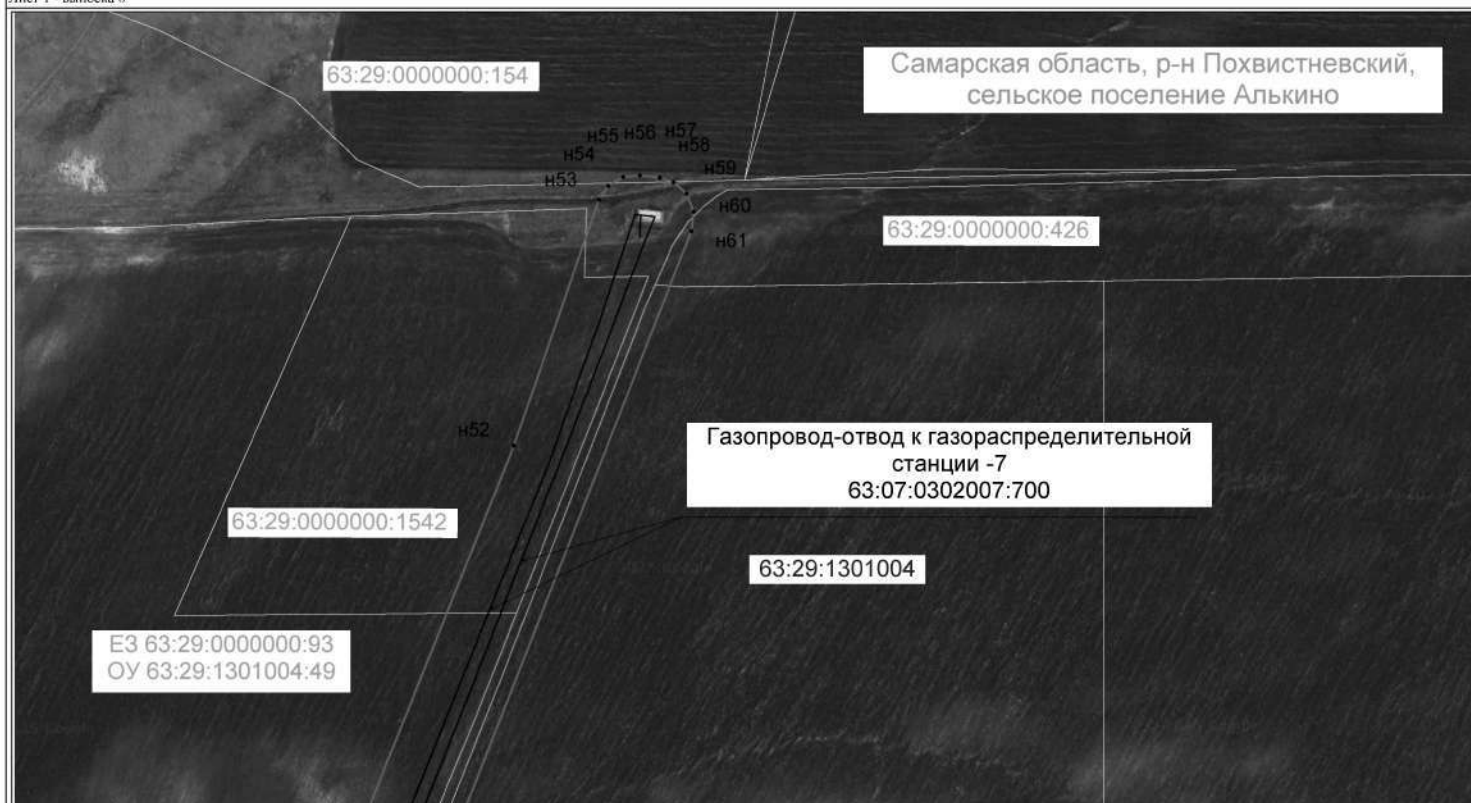 63:29:0000000:154
Самарская область, р-н Похвистневский,
сельское поселение Алькино
н53
н54
н55
н56
н57
н58
н59
н60
н61
63:29:0000000:426
н52
Газопровод-отвод к газораспределительной
станции -7
63:07:0302007:700
63:29:0000000:1542
63:29:1301004
ЕЗ 63:29:0000000:93
ОУ 63:29:1301004:49